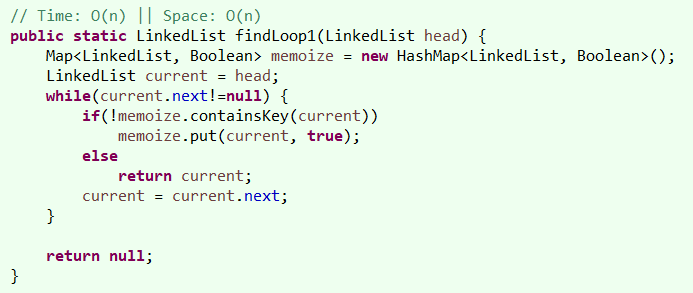 // Time: O(n) || Space: O(n)
public static LinkedList findLoop1(LinkedList head) {
    Map<LinkedList, Boolean> memoize = new HashMap<LinkedList, Boolean>();
    LinkedList current = head;
    while(current.next!=null) {
        if(!memoize.containsKey(current))
            memoize.put(current, true);
        else
            return current;
        current = current.next;
    }
    return null;
}